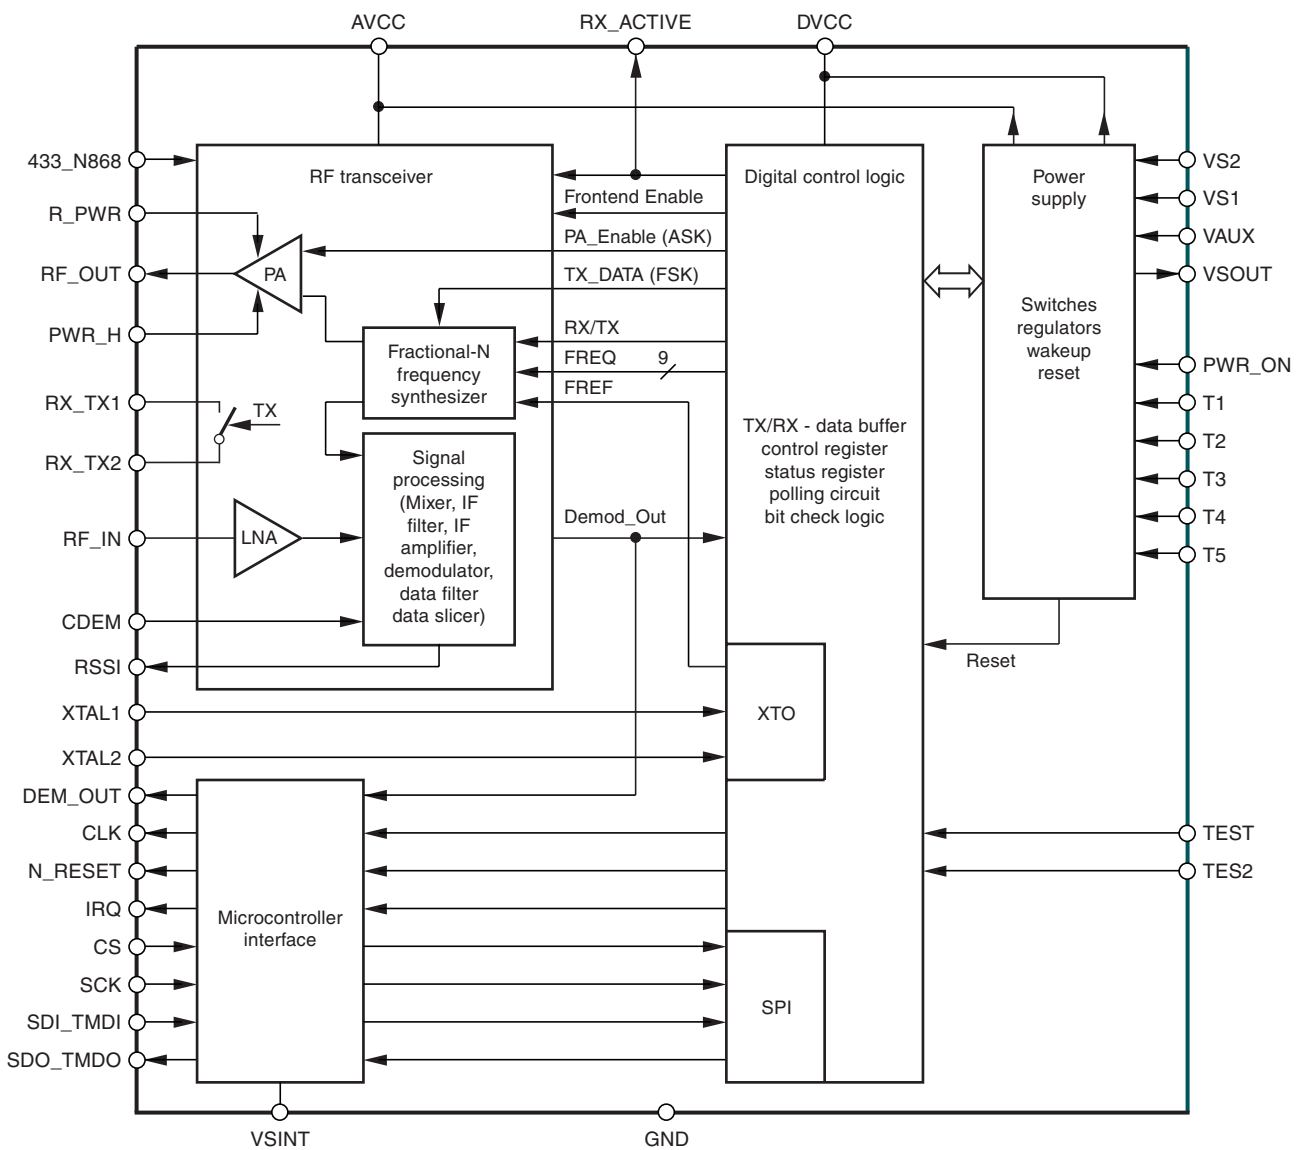 AVCC
RX_ACTIVE
DVCC
433_N868
R_PWR
RF_OUT
PWR_H
RX_TX1
RX_TX2
RF_IN
CDEM
RSSI
XTAL1
XTAL2
DEM_OUT
CLK
N_RESET
IRQ
CS
SCK
SDI_TMDI
SDO_TMDO
RF transceiver
PA
TX
LNA
Fractional-N
frequency
synthesizer
Signal
processing
(Mixer, IF
filter, IF
amplifier,
demodulator,
data filter
data slicer)
Frontend Enable
PA_Enable (ASK)
TX_DATA (FSK)
RX/TX
FREQ
9
FREF
Demod_Out
Digital control logic
TX/RX - data buffer
control register
status register
polling circuit
bit check logic
XTO
SPI
Microcontroller
interface
Power
supply
Switches
regulators
wakeup
reset
Reset
VS2
VS1
VAUX
VSOUT
PWR_ON
T1
T2
T3
T4
T5
TEST
TES2
VSINT
GND